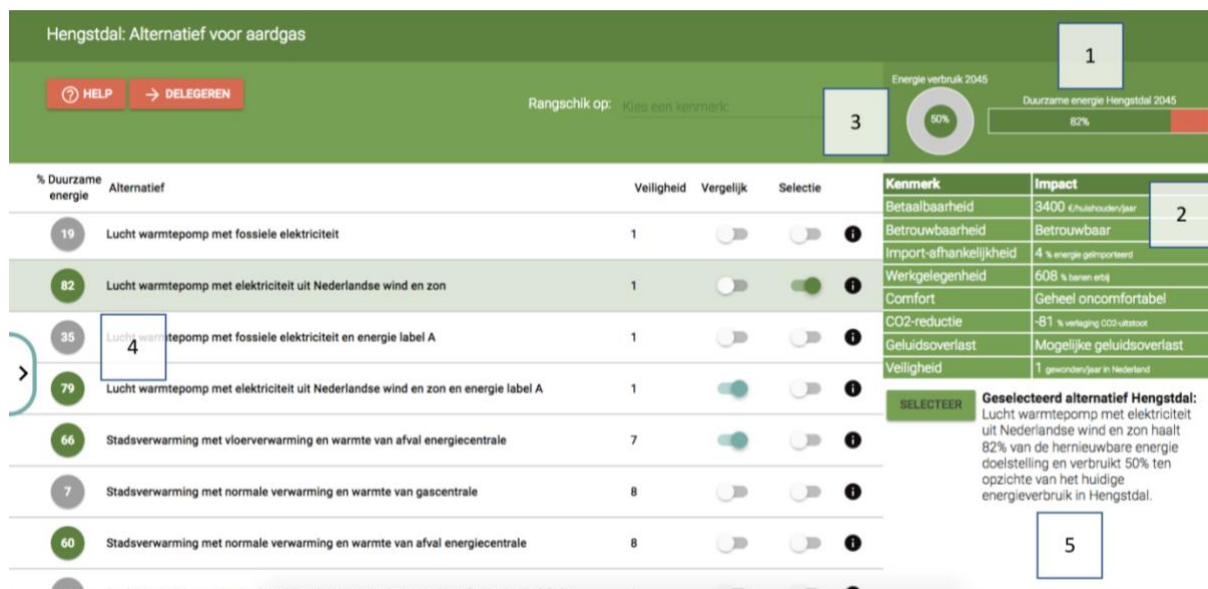 Hengstdal: Alternatief voor aardgas
1
HELP
DELEGEREN
Rangschik op: Kies een kenmerk:
3
Energie verbruik 2045
50%
Duurzame energie Hengstdal 2045
82%
% Duurzame energie Alternatief Veiligheid Vergelijk Selectie
19 Lucht warmtepomp met fossiele elektriciteit 1
82 Lucht warmtepomp met elektriciteit uit Nederlandse wind en zon 1
35 Lucht warmtepomp met fossiele elektriciteit en energie label A 1
4
79 Lucht warmtepomp met elektriciteit uit Nederlandse wind en zon en energie label A 1
66 Stadsverwarming met vloerverwarming en warmte van afval energiecentrale 7
7 Stadsverwarming met normale verwarming en warmte van gascentrale 8
60 Stadsverwarming met normale verwarming en warmte van afval energiecentrale 8
Kenmerk Impact
2
Betaalbaarheid 3400 €/huishouden/jaar
Betrouwbaarheid Betrouwbaar
Import-afhankelijkheid 4 % energie geïmporteerd
Werkgelegenheid 608 % banen erbij
Comfort Geheel oncomfortabel
CO2-reductie -81 % verlaging CO2-uitstoot
Geluidsoverlast Mogelijke geluidsoverlast
Veiligheid 1 gewonden/jaar in Nederland
SELECTEER
Geselecteerd alternatief Hengstdal:
Lucht warmtepomp met elektriciteit
uit Nederlandse wind en zon haalt
82% van de hernieuwbare energie
doelstelling en verbruikt 50% ten
opzichte van het huidige
energieverbruik in Hengstdal.
5